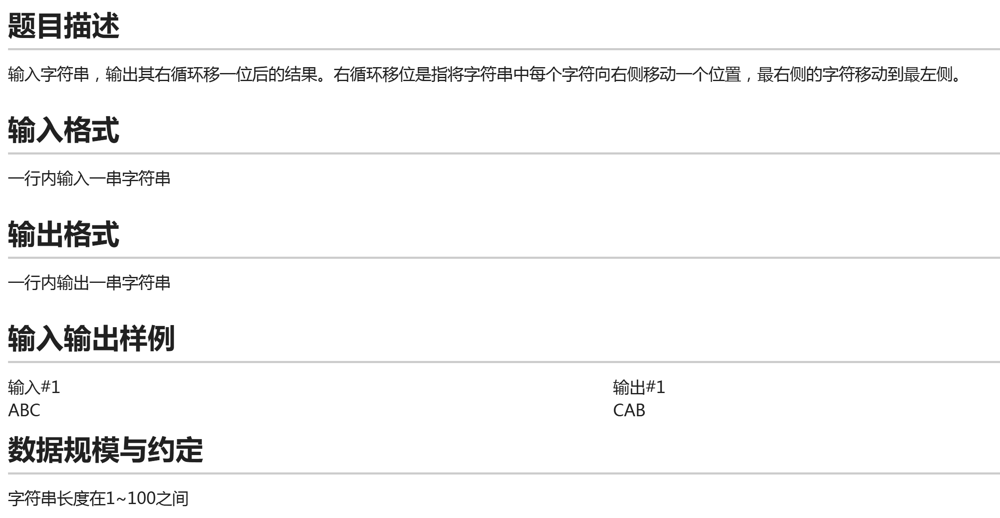 题目描述
输入字符串，输出其右循环移一位后的结果。右循环移位是指将字符串中每个字符向右侧移动一个位置，最右侧的字符移动到最左侧。
输入格式
一行内输入一串字符串
输出格式
一行内输出一串字符串
输入输出样例
输入#1 输出#1
ABC CAB
数据规模与约定
字符串长度在1~100之间